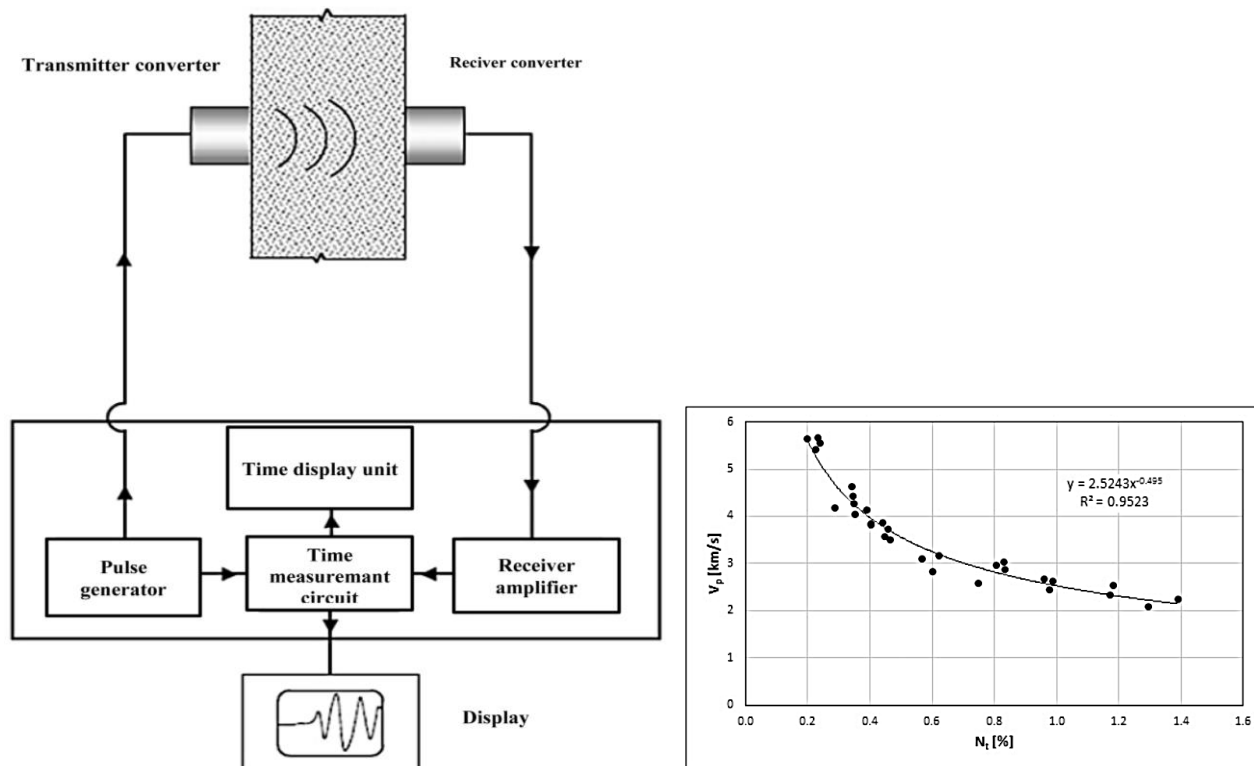 Transmitter converter
Reciver converter
Time display unit
Pulse
generator
Time
measuremant
circuit
Receiver
amplifier
Display
6
5
4
3
2
1
0
Vₚ [km/s]
y = 2.5243x⁻⁰·⁴⁹⁵
R² = 0.9523
0.0 0.2 0.4 0.6 0.8 1.0 1.2 1.4 1.6
Nₜ [%]